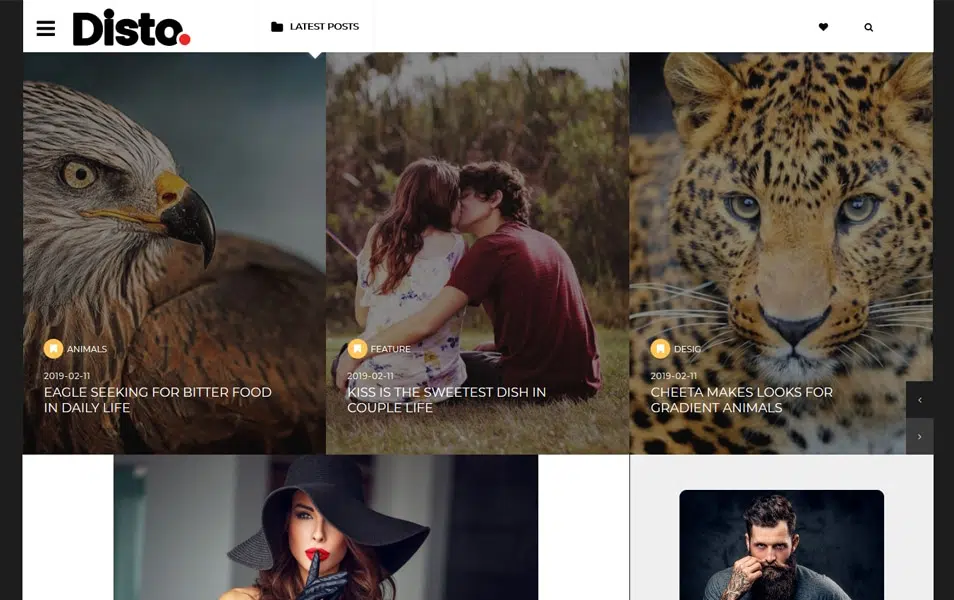 Disto.
LATEST POSTS
ANIMALS
2019-02-11
EAGLE SEEKING FOR BITTER FOOD
IN DAILY LIFE
FEATURE
2019-02-11
KISS IS THE SWEETEST DISH IN
COUPLE LIFE
DESIG
2019-02-11
CHEETA MAKES LOOKS FOR
GRADIENT ANIMALS